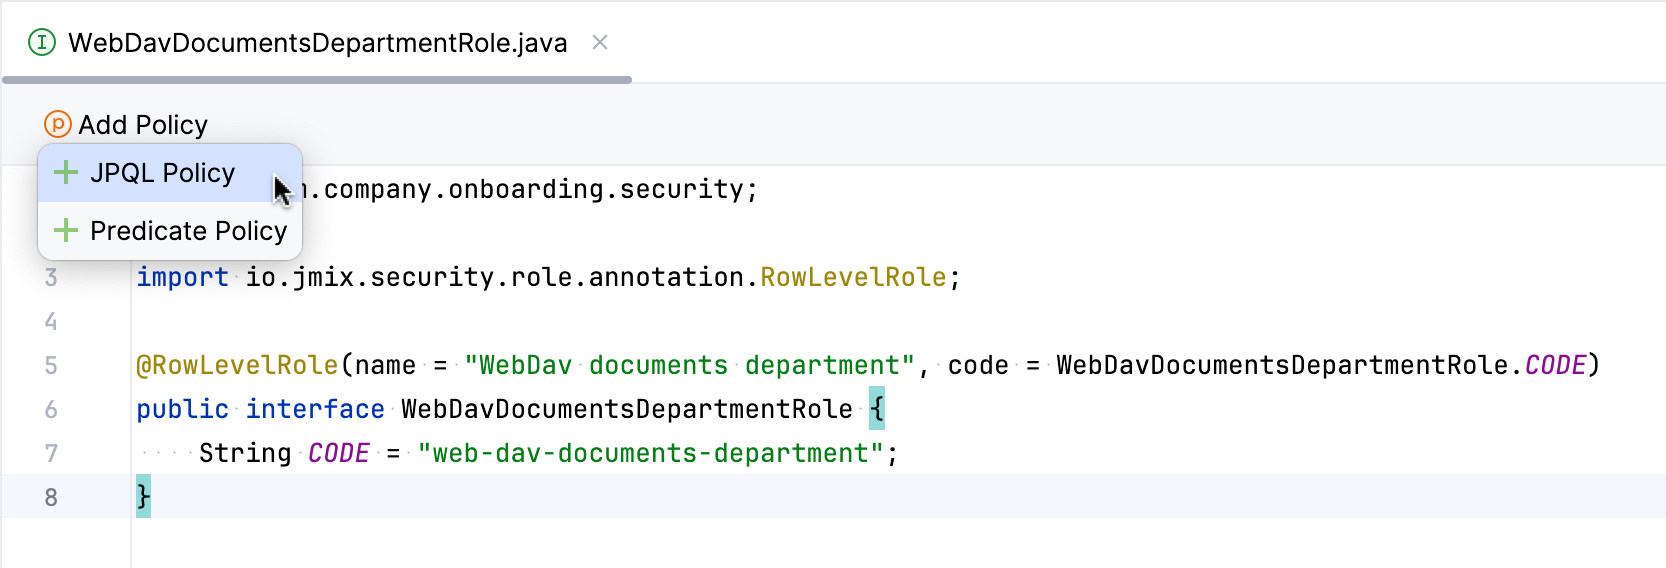 WebDavDocumentsDepartmentRole.java
Add Policy
JPQL Policy
.company.onboarding.security;
Predicate Policy
3 import io.jmix.security.role.annotation.RowLevelRole;
4
5 @RowLevelRole(name = "WebDav documents department", code = WebDavDocumentsDepartmentRole.CODE)
6 public interface WebDavDocumentsDepartmentRole {
7 String CODE = "web-dav-documents-department";
8 }